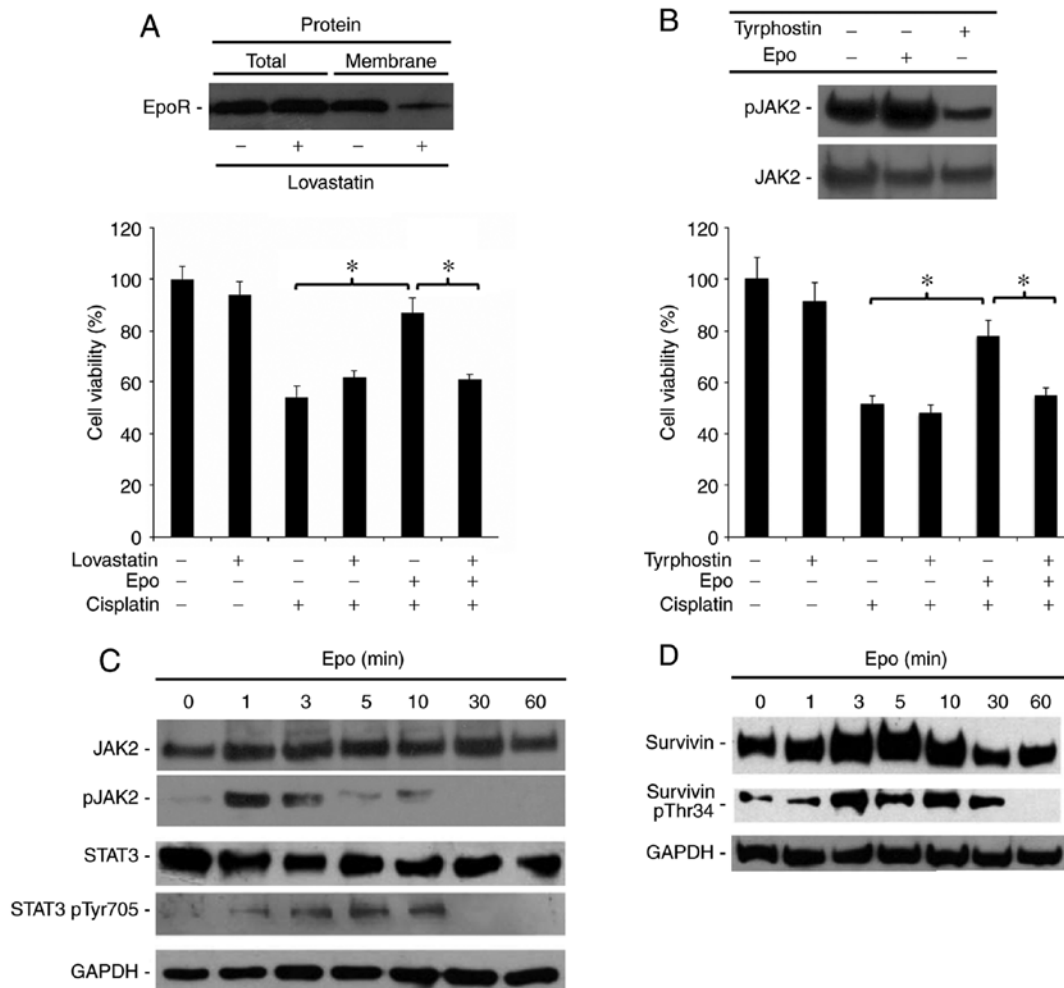 A
Protein
Total Membrane
EpoR -
– + – +
Lovastatin
120
100
80
60
40
20
0
Cell viability (%)
* *
Lovastatin – + – + – +
Epo – – – – + +
Cisplatin – – + + + +
B
Tyrphostin – – +
Epo – + –
pJAK2 -
JAK2 -
120
100
80
60
40
20
0
Cell viability (%)
* *
Tyrphostin – + – + – +
Epo – – – – + +
Cisplatin – – + + + +
C
Epo (min)
0 1 3 5 10 30 60
JAK2 -
pJAK2 -
STAT3 -
STAT3 pTyr705 -
GAPDH -
D
Epo (min)
0 1 3 5 10 30 60
Survivin -
Survivin
pThr34 -
GAPDH -